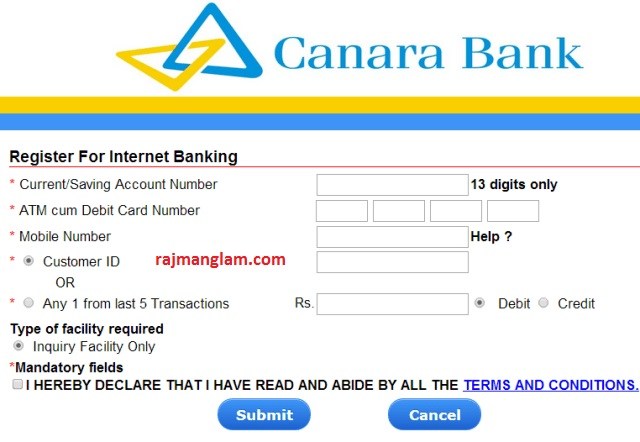 Canara Bank
Register For Internet Banking
* Current/Saving Account Number 13 digits only
* ATM cum Debit Card Number
* Mobile Number Help ?
* Customer ID rajmanglam.com
OR
* Any 1 from last 5 Transactions Rs. Debit Credit
Type of facility required
Inquiry Facility Only
*Mandatory fields
I HEREBY DECLARE THAT I HAVE READ AND ABIDE BY ALL THE TERMS AND CONDITIONS.
Submit Cancel